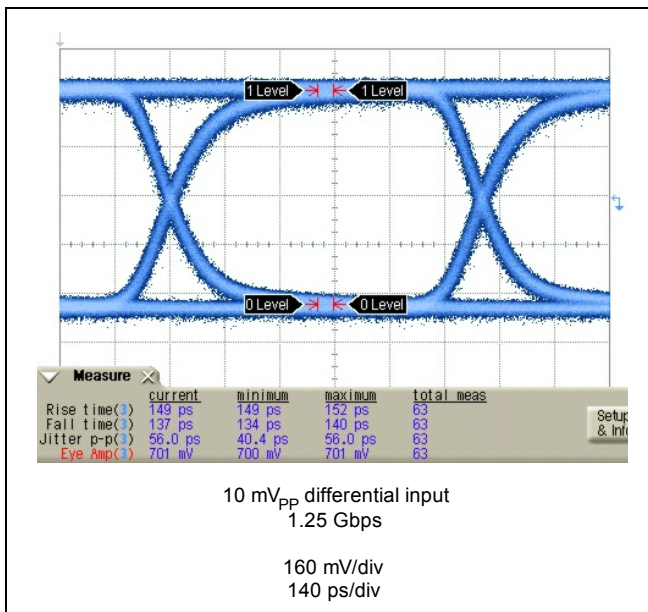 1 Level 1 Level
0 Level 0 Level
Measure
current minimum maximum total meas
Rise time(3) 149 ps 149 ps 152 ps 63
Fall time(3) 137 ps 134 ps 140 ps 63
Jitter p-p(3) 56.0 ps 40.4 ps 56.0 ps 63
Eye Amp(3) 701 mV 700 mV 701 mV 63
Setup
& Info
10 mVPP differential input
1.25 Gbps
160 mV/div
140 ps/div